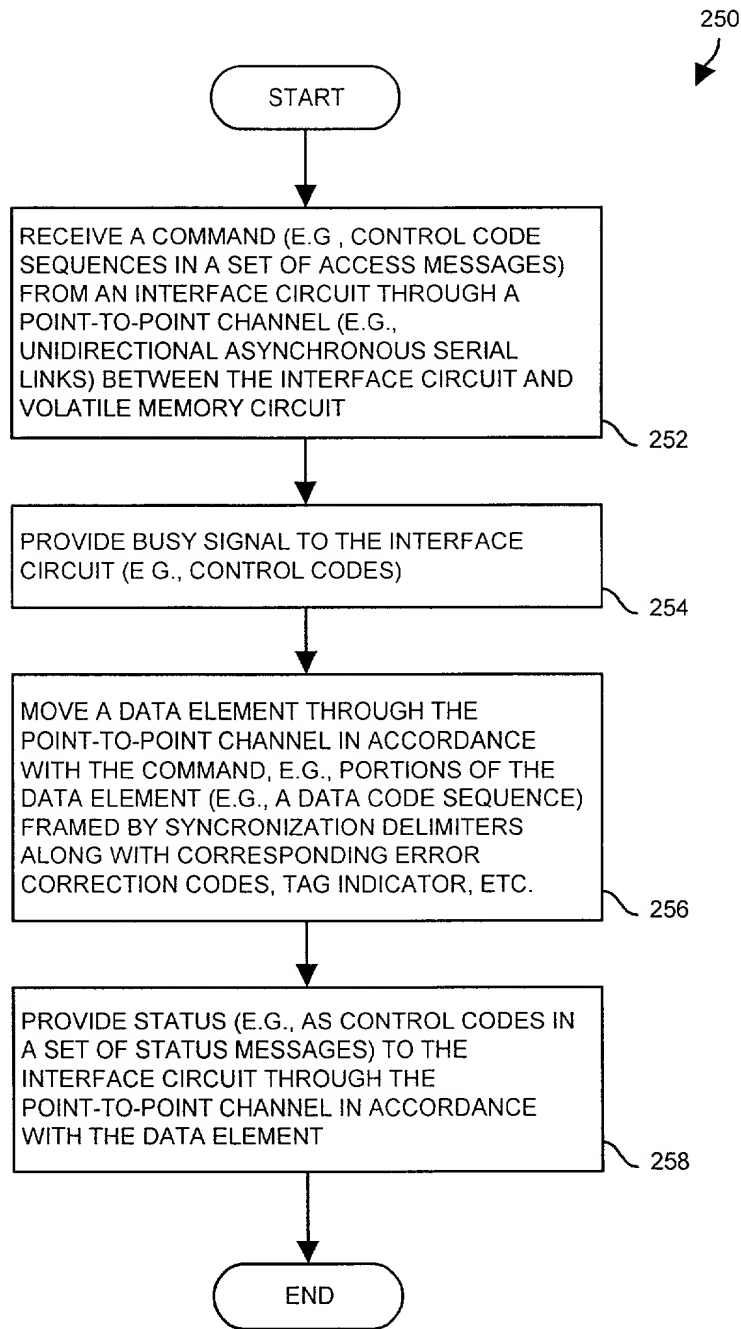 250
START
RECEIVE A COMMAND (E.G , CONTROL CODE
SEQUENCES IN A SET OF ACCESS MESSAGES)
FROM AN INTERFACE CIRCUIT THROUGH A
POINT-TO-POINT CHANNEL (E.G.,
UNIDIRECTIONAL ASYNCHRONOUS SERIAL
LINKS) BETWEEN THE INTERFACE CIRCUIT AND
VOLATILE MEMORY CIRCUIT
252
PROVIDE BUSY SIGNAL TO THE INTERFACE
CIRCUIT (E G., CONTROL CODES)
254
MOVE A DATA ELEMENT THROUGH THE
POINT-TO-POINT CHANNEL IN ACCORDANCE
WITH THE COMMAND, E.G., PORTIONS OF THE
DATA ELEMENT (E.G., A DATA CODE SEQUENCE)
FRAMED BY SYNCRONIZATION DELIMITERS
ALONG WITH CORRESPONDING ERROR
CORRECTION CODES, TAG INDICATOR, ETC.
256
PROVIDE STATUS (E.G., AS CONTROL CODES IN
A SET OF STATUS MESSAGES) TO THE
INTERFACE CIRCUIT THROUGH THE
POINT-TO-POINT CHANNEL IN ACCORDANCE
WITH THE DATA ELEMENT
258
END